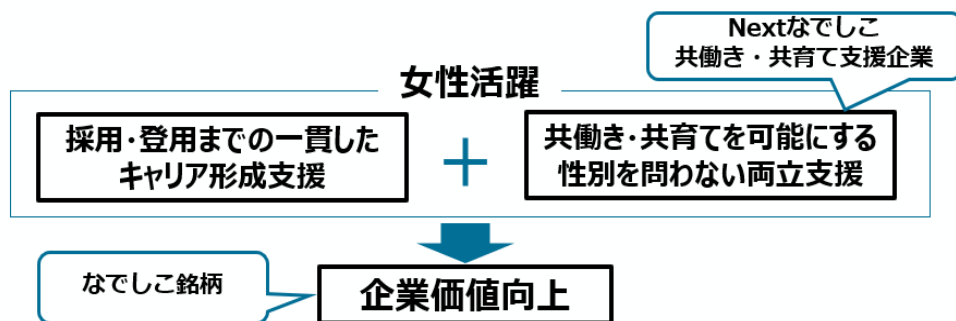 Nextなでしこ
共働き・共育て支援企業
女性活躍
採用・登用までの一貫した
キャリア形成支援
＋
共働き・共育てを可能にする
性別を問わない両立支援
なでしこ銘柄
企業価値向上